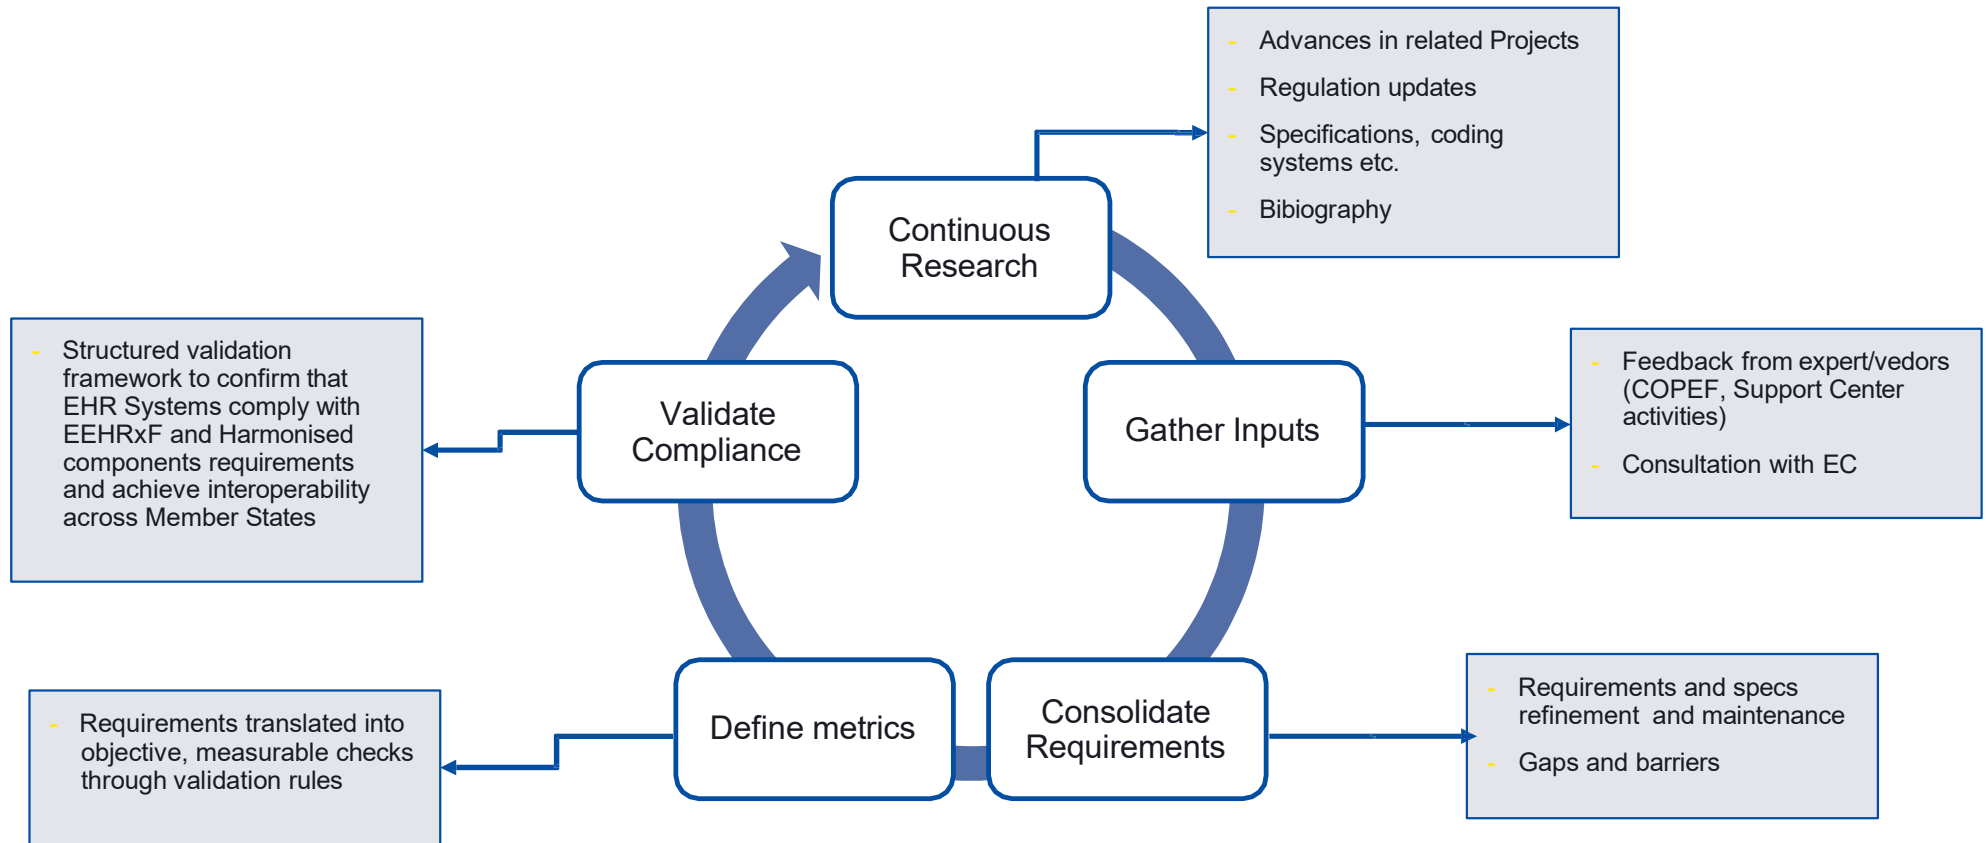 - Advances in related Projects
- Regulation updates
- Specifications, coding
systems etc.
- Bibiography
Continuous
Research
- Structured validation
framework to confirm that
EHR Systems comply with
EEHRxF and Harmonised
components requirements
and achieve interoperability
across Member States
Validate
Compliance
Gather Inputs
- Feedback from expert/vedors
(COPEF, Support Center
activities)
- Consultation with EC
- Requirements translated into
objective, measurable checks
through validation rules
Define metrics
Consolidate
Requirements
- Requirements and specs
refinement and maintenance
- Gaps and barriers